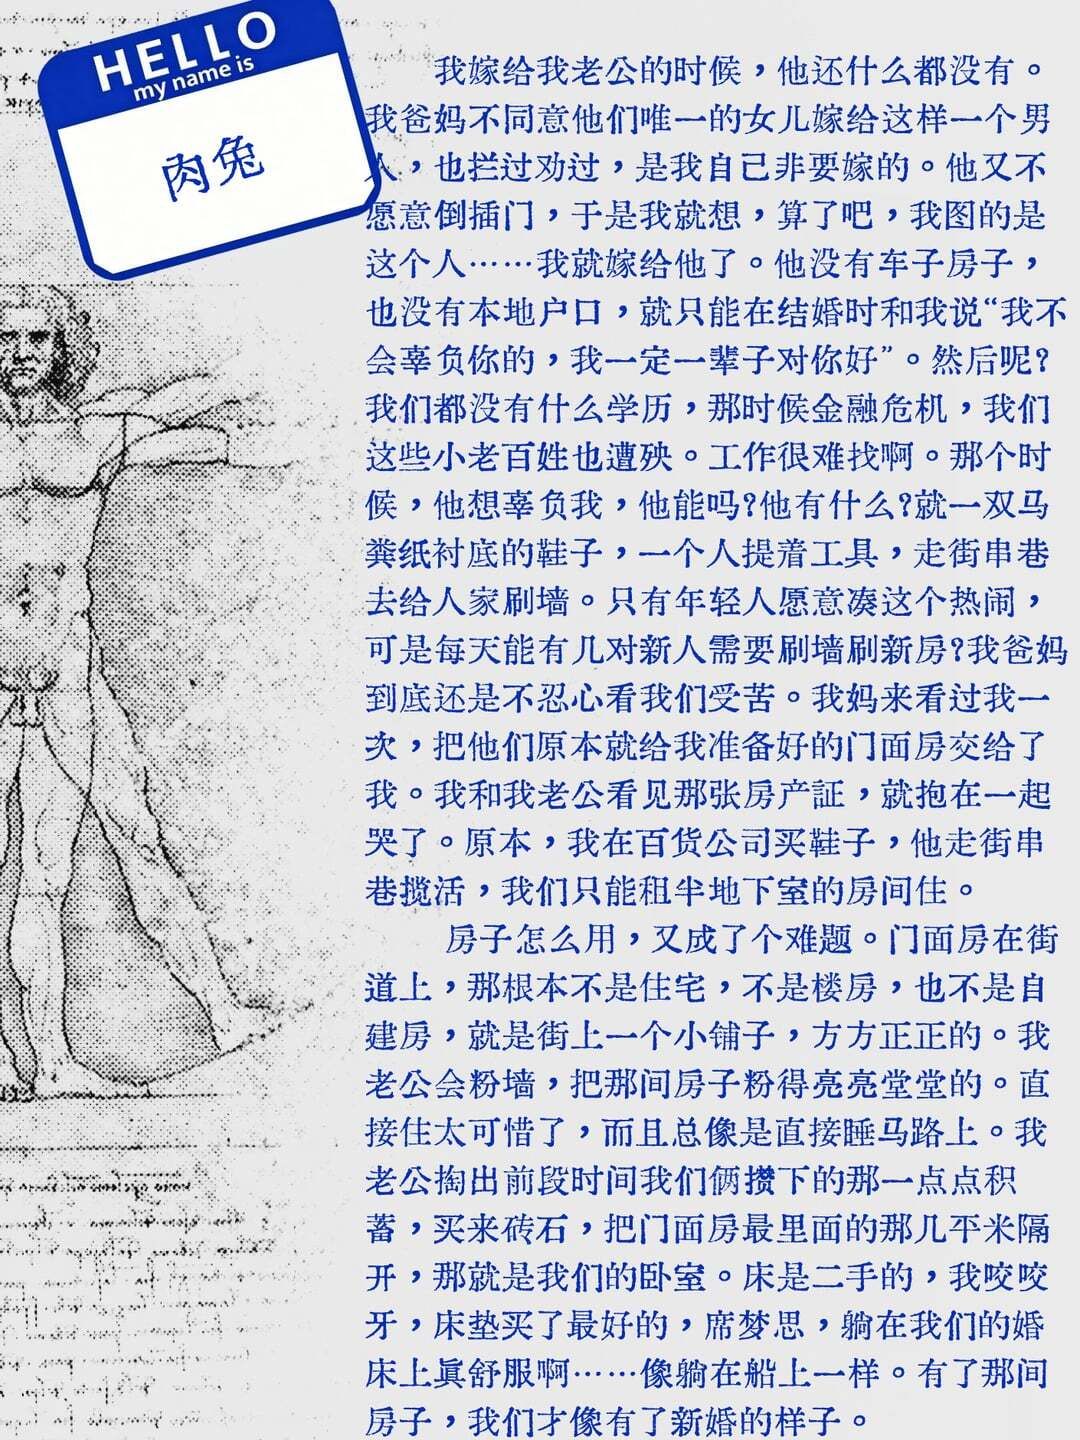 HELLO
my name is
肉兔
我嫁给我老公的时候，他还什么都没有。
我爸妈不同意他们唯一的女儿嫁给这样一个男
人，也拦过劝过，是我自己非要嫁的。他又不
愿意倒插门，于是我就想，算了吧，我图的是
这个人……我就嫁给他了。他没有车子房子，
也没有本地户口，就只能在结婚时和我说“我不
会辜负你的，我一定一辈子对你好”。然后呢?
我们都没有什么学历，那时候金融危机，我们
这些小老百姓也遭殃。工作很难找啊。那个时
候，他想辜负我，他能吗?他有什么?就一双马
粪纸衬底的鞋子，一个人提着工具，走街串巷
去给人家刷墙。只有年轻人愿意凑这个热闹，
可是每天能有几对新人需要刷墙刷新房?我爸妈
到底还是不忍心看我们受苦。我妈来看过我一
次，把他们原本就给我准备好的门面房交给了
我。我和我老公看见那张房产証，就抱在一起
哭了。原本，我在百货公司买鞋子，他走街串
巷揽活，我们只能租半地下室的房间住。
房子怎么用，又成了个难题。门面房在街
道上，那根本不是住宅，不是楼房，也不是自
建房，就是街上一个小铺子，方方正正的。我
老公会粉墙，把那间房子粉得亮亮堂堂的。直
接住太可惜了，而且总像是直接睡马路上。我
老公掏出前段时间我们俩攒下的那一点点积
蓄，买来砖石，把门面房最里面的那几平米隔
开，那就是我们的卧室。床是二手的，我咬咬
牙，床垫买了最好的，席梦思，躺在我们的婚
床上眞舒服啊……像躺在船上一样。有了那间
房子，我们才像有了新婚的样子。